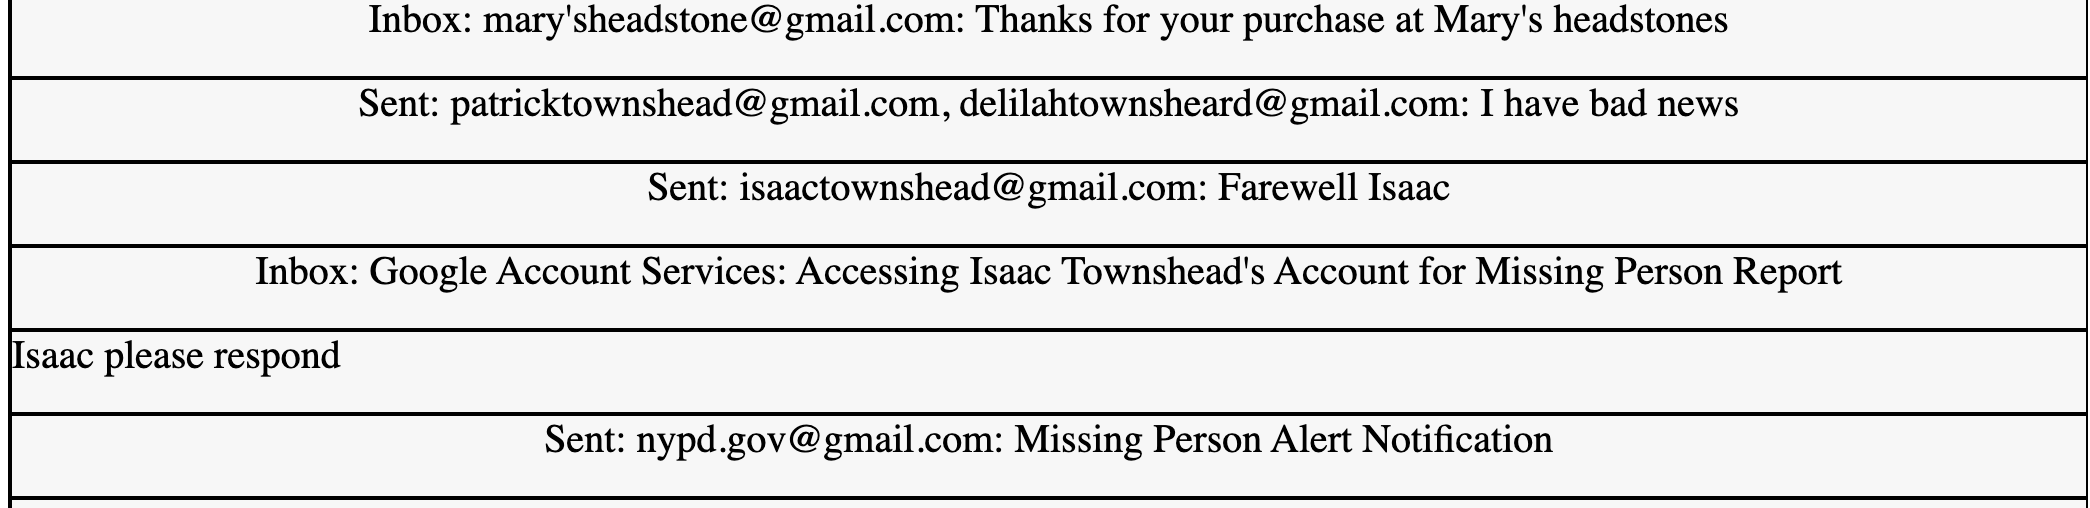 Inbox: mary'sheadstone@gmail.com: Thanks for your purchase at Mary's headstones
Sent: patricktownshead@gmail.com, delilahtownsheard@gmail.com: I have bad news
Sent: isaactownshead@gmail.com: Farewell Isaac
Inbox: Google Account Services: Accessing Isaac Townshead's Account for Missing Person Report
Isaac please respond
Sent: nypd.gov@gmail.com: Missing Person Alert Notification